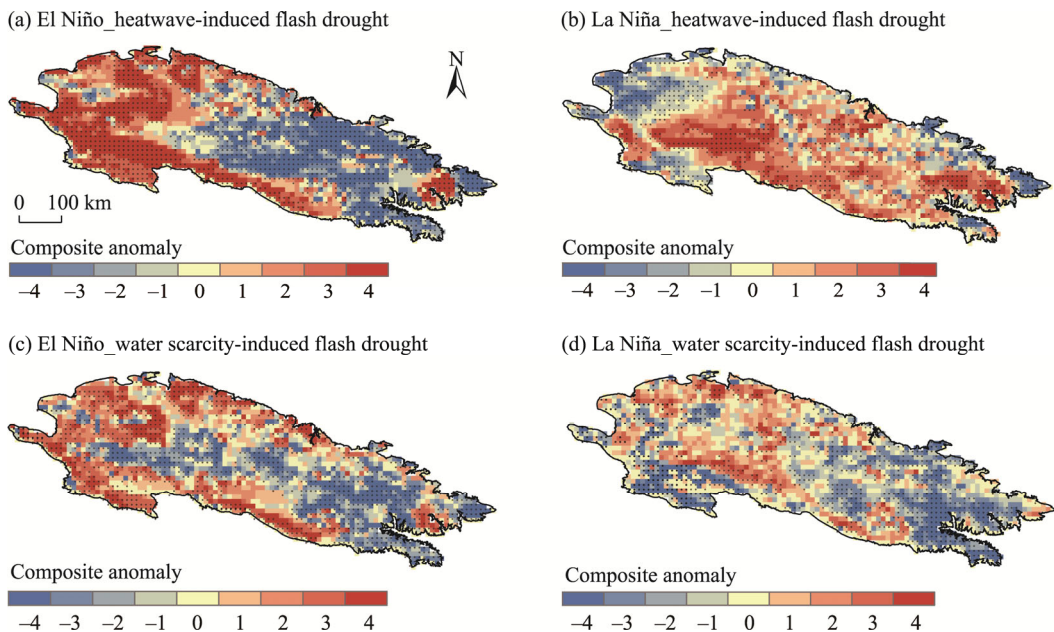 (a) El Niño_heatwave-induced flash drought
(b) La Niña_heatwave-induced flash drought
N
0 100 km
Composite anomaly
–4 –3 –2 –1 0 1 2 3 4
Composite anomaly
–4 –3 –2 –1 0 1 2 3 4
(c) El Niño_water scarcity-induced flash drought
(d) La Niña_water scarcity-induced flash drought
Composite anomaly
–4 –3 –2 –1 0 1 2 3 4
Composite anomaly
–4 –3 –2 –1 0 1 2 3 4